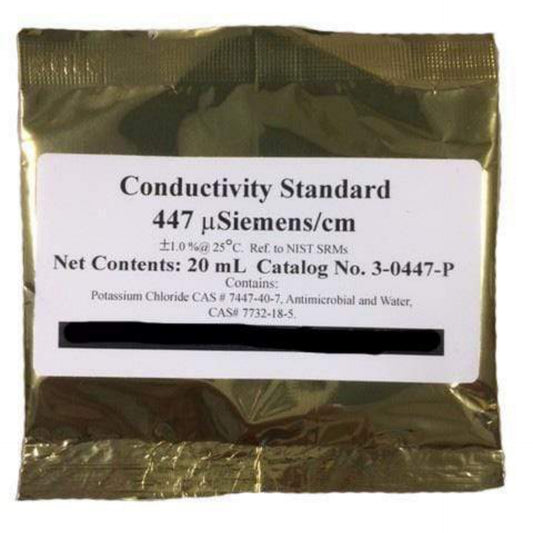 Conductivity Standard
447 µSiemens/cm
±1.0 %@ 25°C. Ref. to NIST SRMs
Net Contents: 20 mL Catalog No. 3-0447-P
Contains:
Potassium Chloride CAS # 7447-40-7, Antimicrobial and Water,
CAS# 7732-18-5.